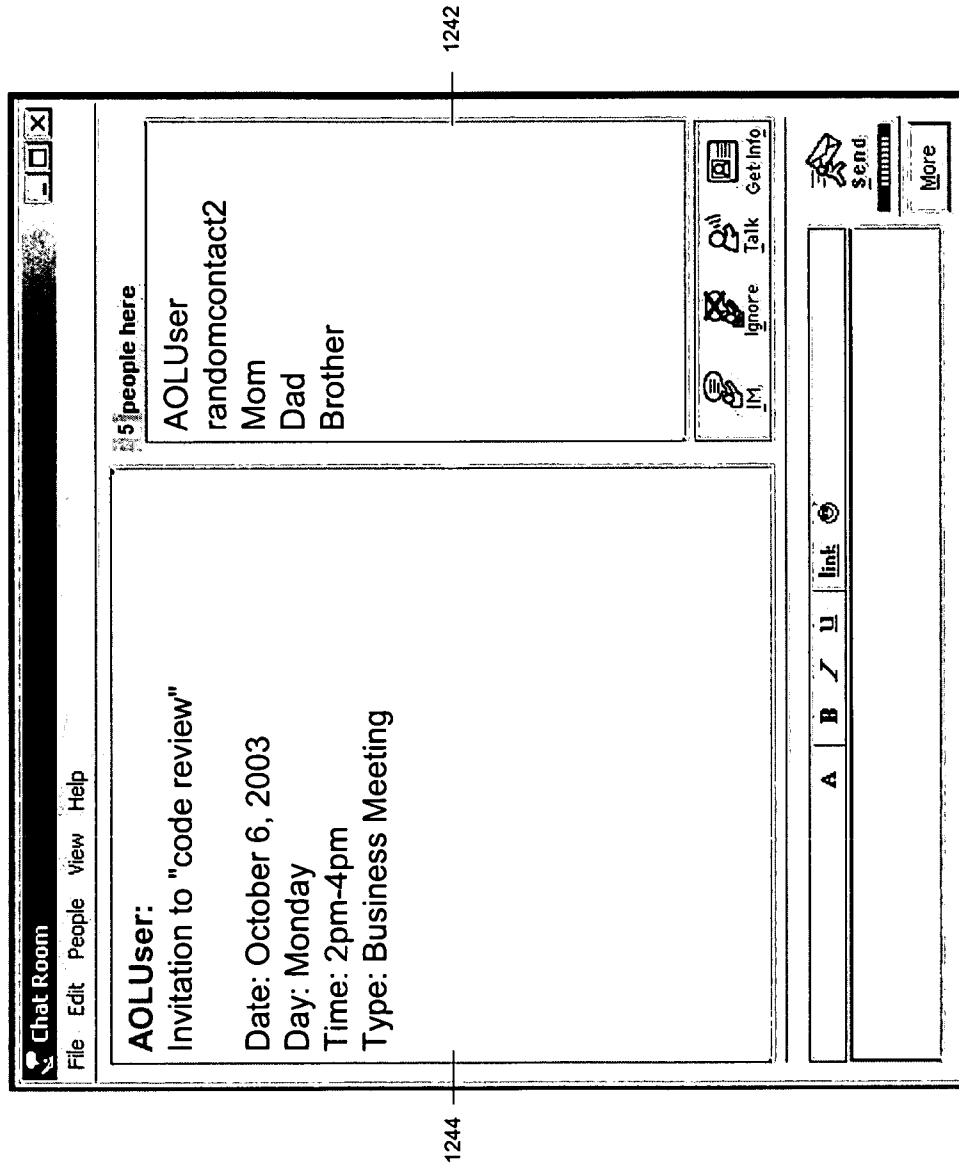 Chat Room
File Edit People View Help
AOLUser:
Invitation to "code review"
Date: October 6, 2003
Day: Monday
Time: 2pm-4pm
Type: Business Meeting
5 people here
AOLUser
randomcontact2
Mom
Dad
Brother
IM Ignore Talk Get Info
A B I U link
Send
More
1244
1242